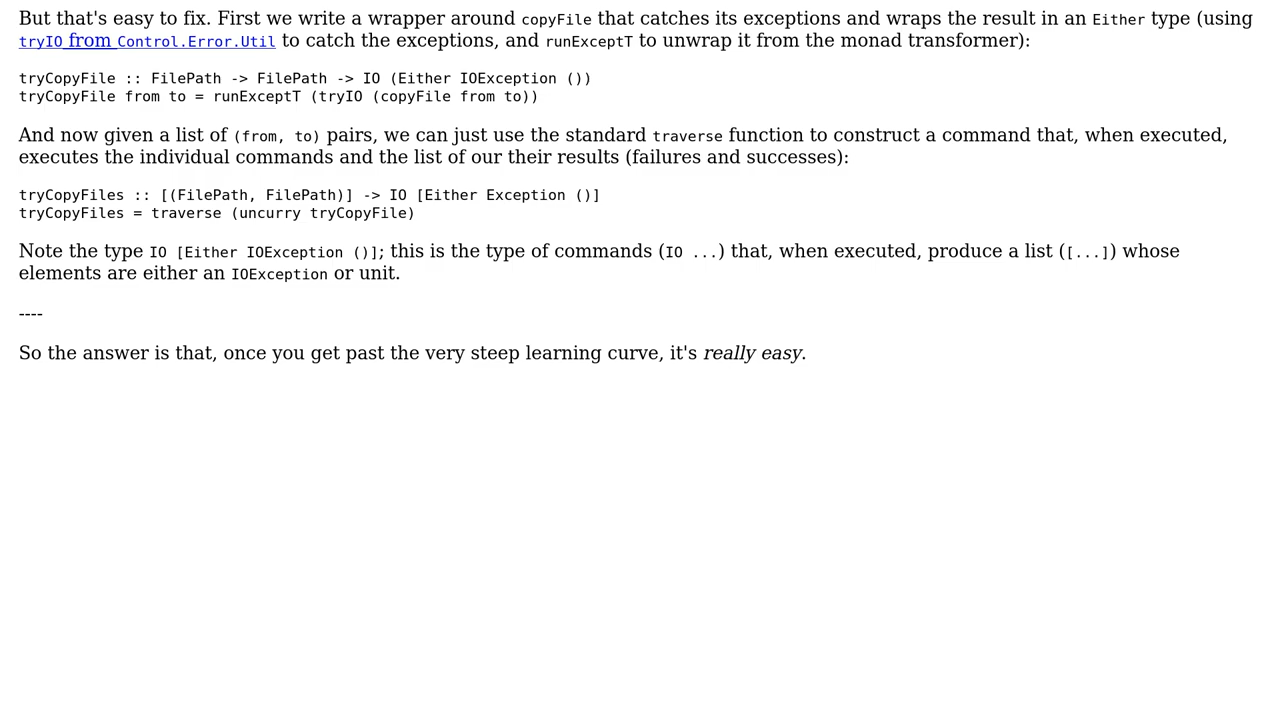 But that's easy to fix. First we write a wrapper around copyFile that catches its exceptions and wraps the result in an Either type (using
tryIO from Control.Error.Util to catch the exceptions, and runExceptT to unwrap it from the monad transformer):
tryCopyFile :: FilePath -> FilePath -> IO (Either IOException ())
tryCopyFile from to = runExceptT (tryIO (copyFile from to))
And now given a list of (from, to) pairs, we can just use the standard traverse function to construct a command that, when executed,
executes the individual commands and the list of our their results (failures and successes):
tryCopyFiles :: [(FilePath, FilePath)] -> IO [Either Exception ()]
tryCopyFiles = traverse (uncurry tryCopyFile)
Note the type IO [Either IOException ()]; this is the type of commands (IO ...) that, when executed, produce a list ([...]) whose
elements are either an IOException or unit.
----
So the answer is that, once you get past the very steep learning curve, it's really easy.